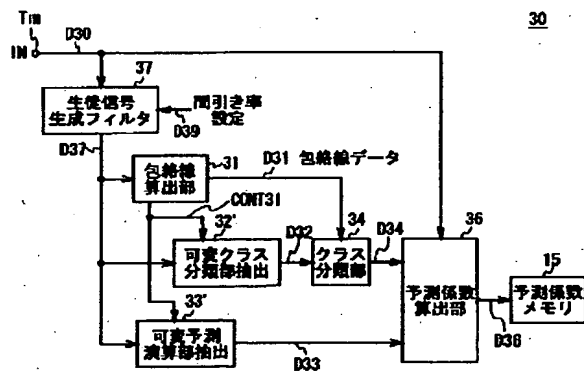 Tin
IN
D30
30
37
生徒信号
生成フィルタ
間引き率
設定
D39
D37
31
包絡線
算出部
D31 包絡線データ
CONT31
32'
可変クラス
分類部抽出
D32
34
クラス
分類部
D34
36
予測係数
算出部
15
予測係数
メモリ
D36
33'
可変予測
演算部抽出
D33